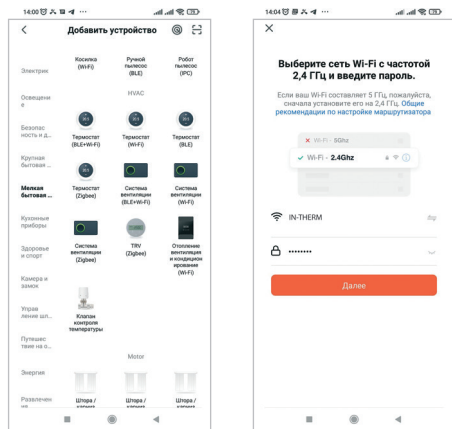 14:00
Добавить устройство
Электрик
Освещени
е
Безопас
ность и д...
Крупная
бытовая ...
Мелкая
бытовая ...
Кухонные
приборы
Здоровье
и спорт
Камера и
замок
Управ
ление шл...
Путешес
твие на о...
Энергия
Развлечен
Косилка
(Wi-Fi)
Ручной
пылесос
(BLE)
Робот
пылесос
(IPC)
HVAC
Термостат
(BLE+Wi-Fi)
Термостат
(Wi-Fi)
Термостат
(BLE)
Термостат
(Zigbee)
Система
вентиляции
(BLE+Wi-Fi)
Система
вентиляции
(Wi-Fi)
Система
вентиляции
(Zigbee)
TRV
(Zigbee)
Отопление
вентиляция
и кондицион
ирование
(Wi-Fi)
Клапан
контроля
температуры
Motor
Штора /
Штора /
Штора /
14:04
Выберите сеть Wi-Fi с частотой
2,4 ГГц и введите пароль.
Если ваш Wi-Fi составляет 5 ГГц, пожалуйста,
сначала установите его на 2,4 ГГц. Общие
рекомендации по настройке маршрутизатора
Wi-Fi - 5Ghz
Wi-Fi - 2.4Ghz
IN-THERM
Далее